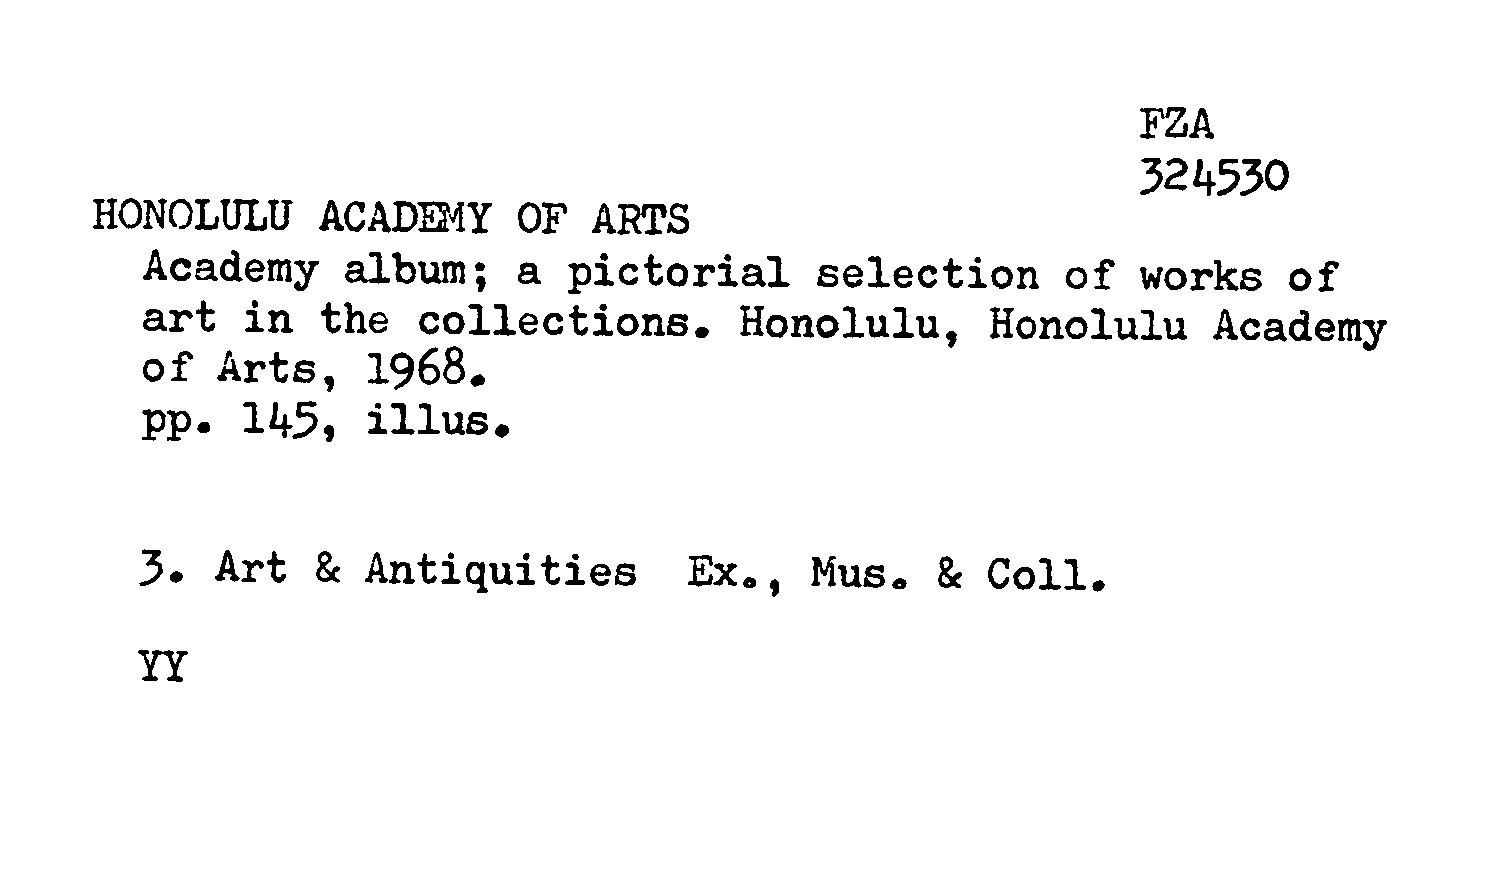 FZA
324530
HONOLULU ACADEMY OF ARTS
Academy album; a pictorial selection of works of
art in the collections. Honolulu, Honolulu Academy
of Arts, 1968.
pp. 145, illus.
3. Art & Antiquities  Ex., Mus. & Coll.
YY